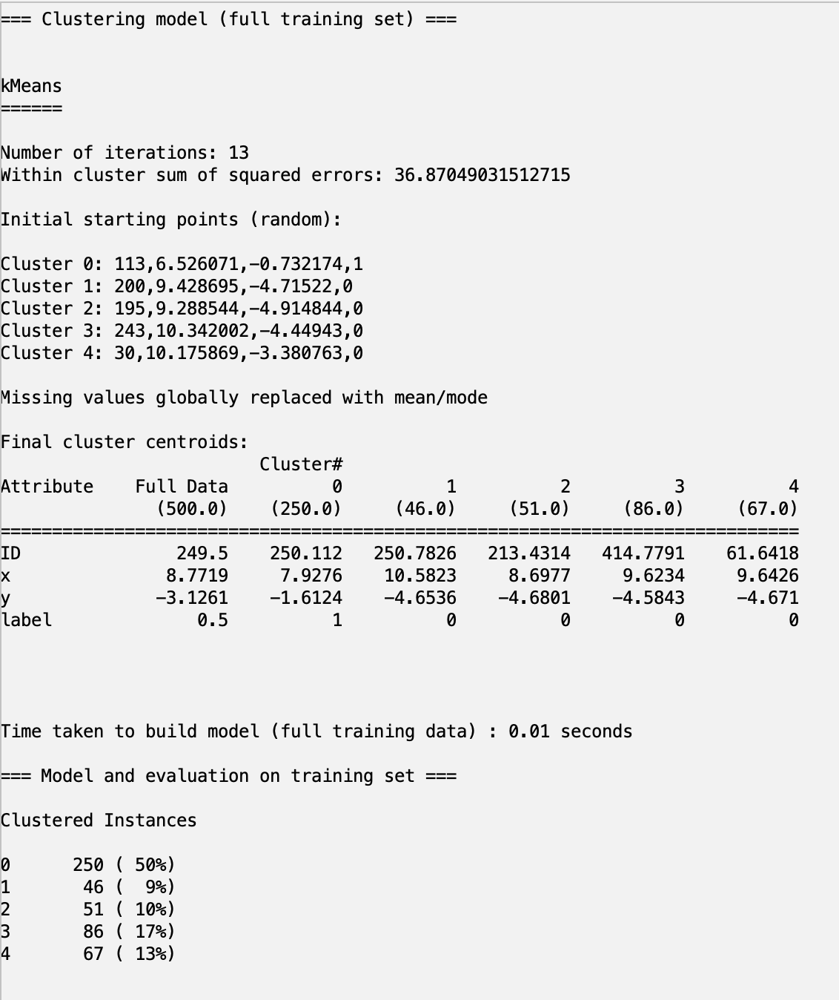 === Clustering model (full training set) ===
kMeans
======
Number of iterations: 13
Within cluster sum of squared errors: 36.87049031512715
Initial starting points (random):
Cluster 0: 113,6.526071,−0.732174,1
Cluster 1: 200,9.428695,−4.71522,0
Cluster 2: 195,9.288544,−4.914844,0
Cluster 3: 243,10.342002,−4.44943,0
Cluster 4: 30,10.175869,−3.380763,0
Missing values globally replaced with mean/mode
Final cluster centroids:
                         Cluster#
Attribute    Full Data          0          1          2          3          4
               (500.0)    (250.0)     (46.0)     (51.0)     (86.0)     (67.0)
=============================================================================
ID               249.5    250.112   250.7826   213.4314   414.7791    61.6418
x               8.7719     7.9276    10.5823     8.6977     9.6234     9.6426
y              −3.1261    −1.6124    −4.6536    −4.6801    −4.5843     −4.671
label              0.5          1          0          0          0          0
Time taken to build model (full training data) : 0.01 seconds
=== Model and evaluation on training set ===
Clustered Instances
0      250 ( 50%)
1       46 (  9%)
2       51 ( 10%)
3       86 ( 17%)
4       67 ( 13%)